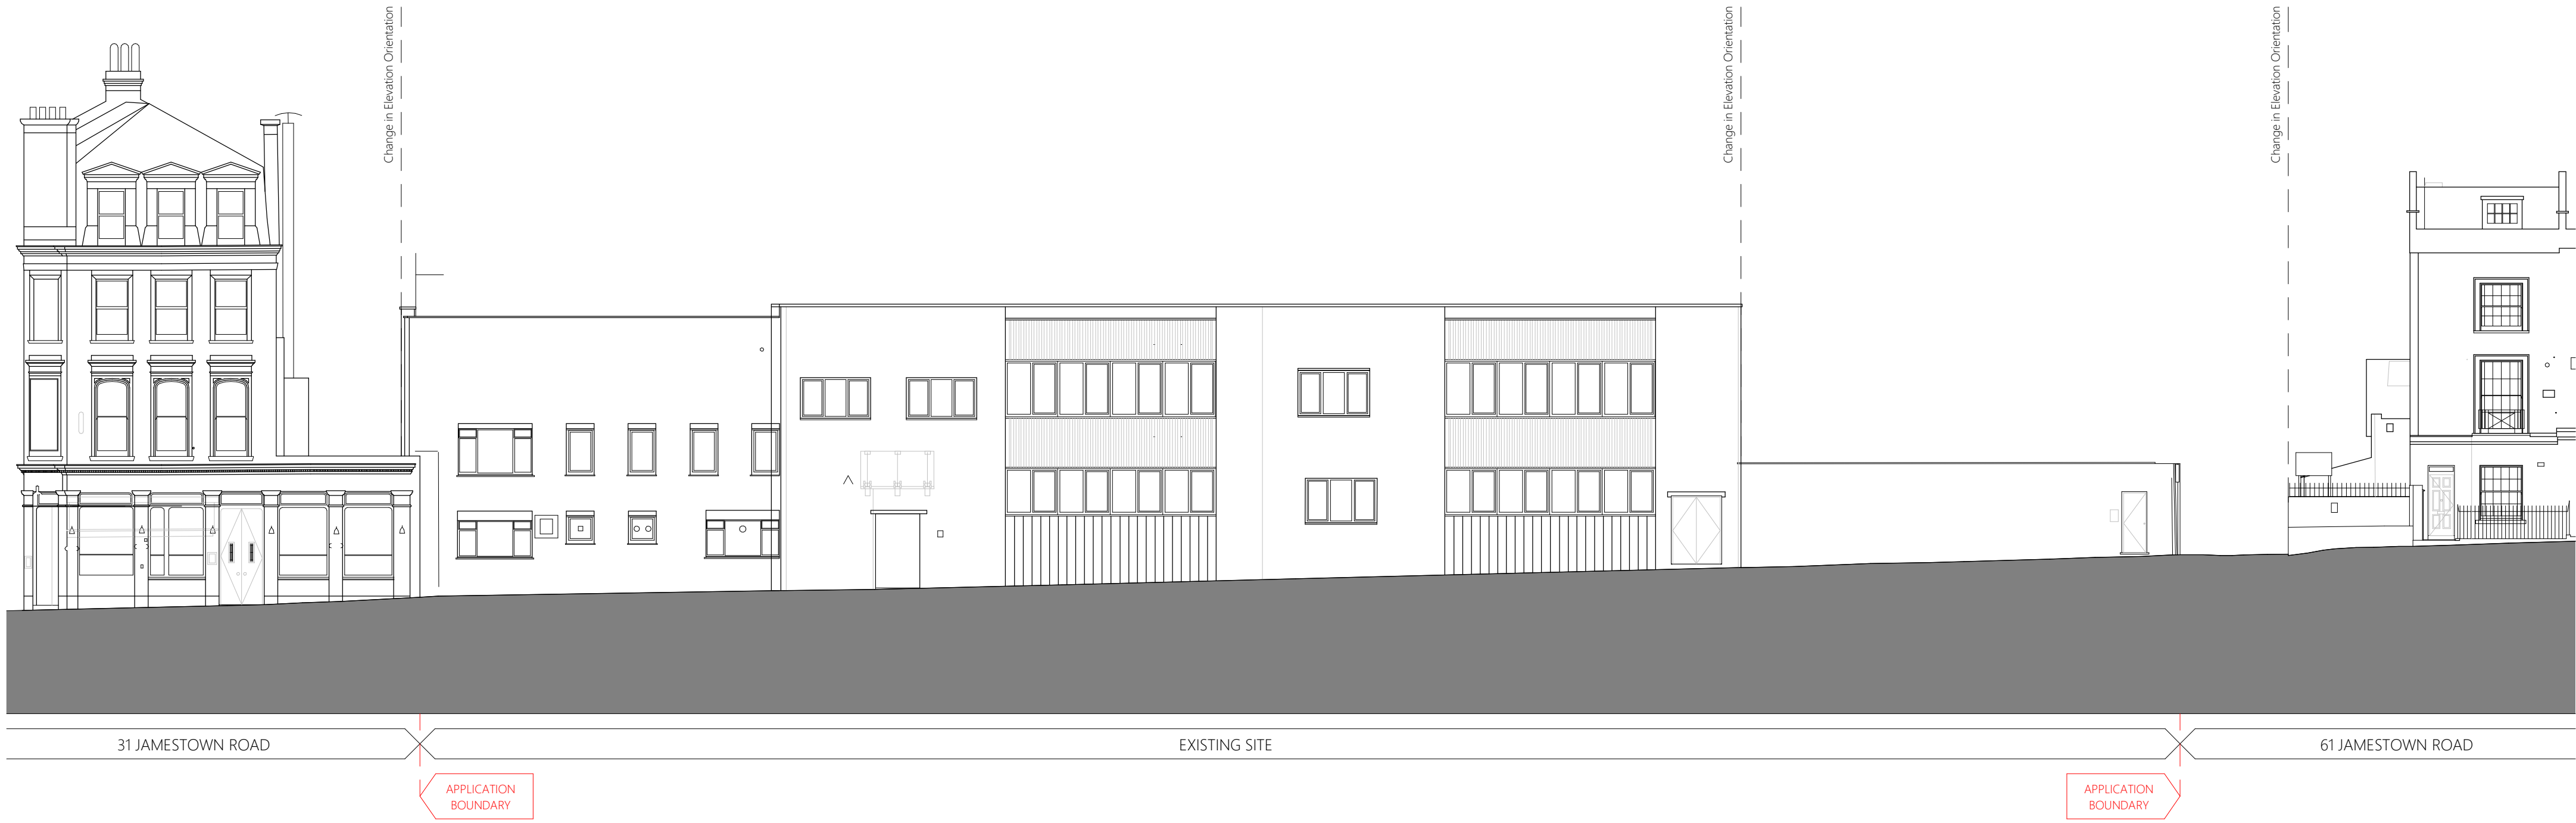 Change in Elevation Orientation
Change in Elevation Orientation
Change in Elevation Orientation
31 JAMESTOWN ROAD
EXISTING SITE
61 JAMESTOWN ROAD
APPLICATION
BOUNDARY
APPLICATION
BOUNDARY